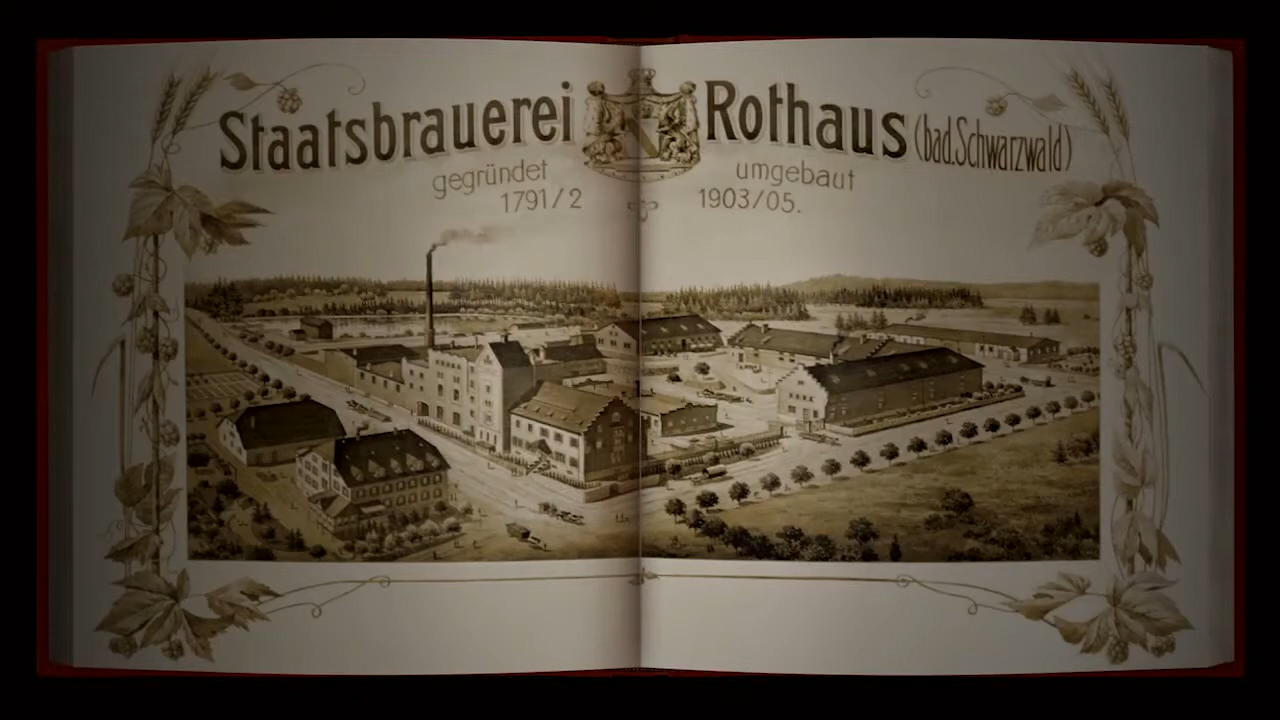 Staatsbrauerei Rothaus (bad.Schwarzwald)
gegründet umgebaut
1791/2 1903/05.